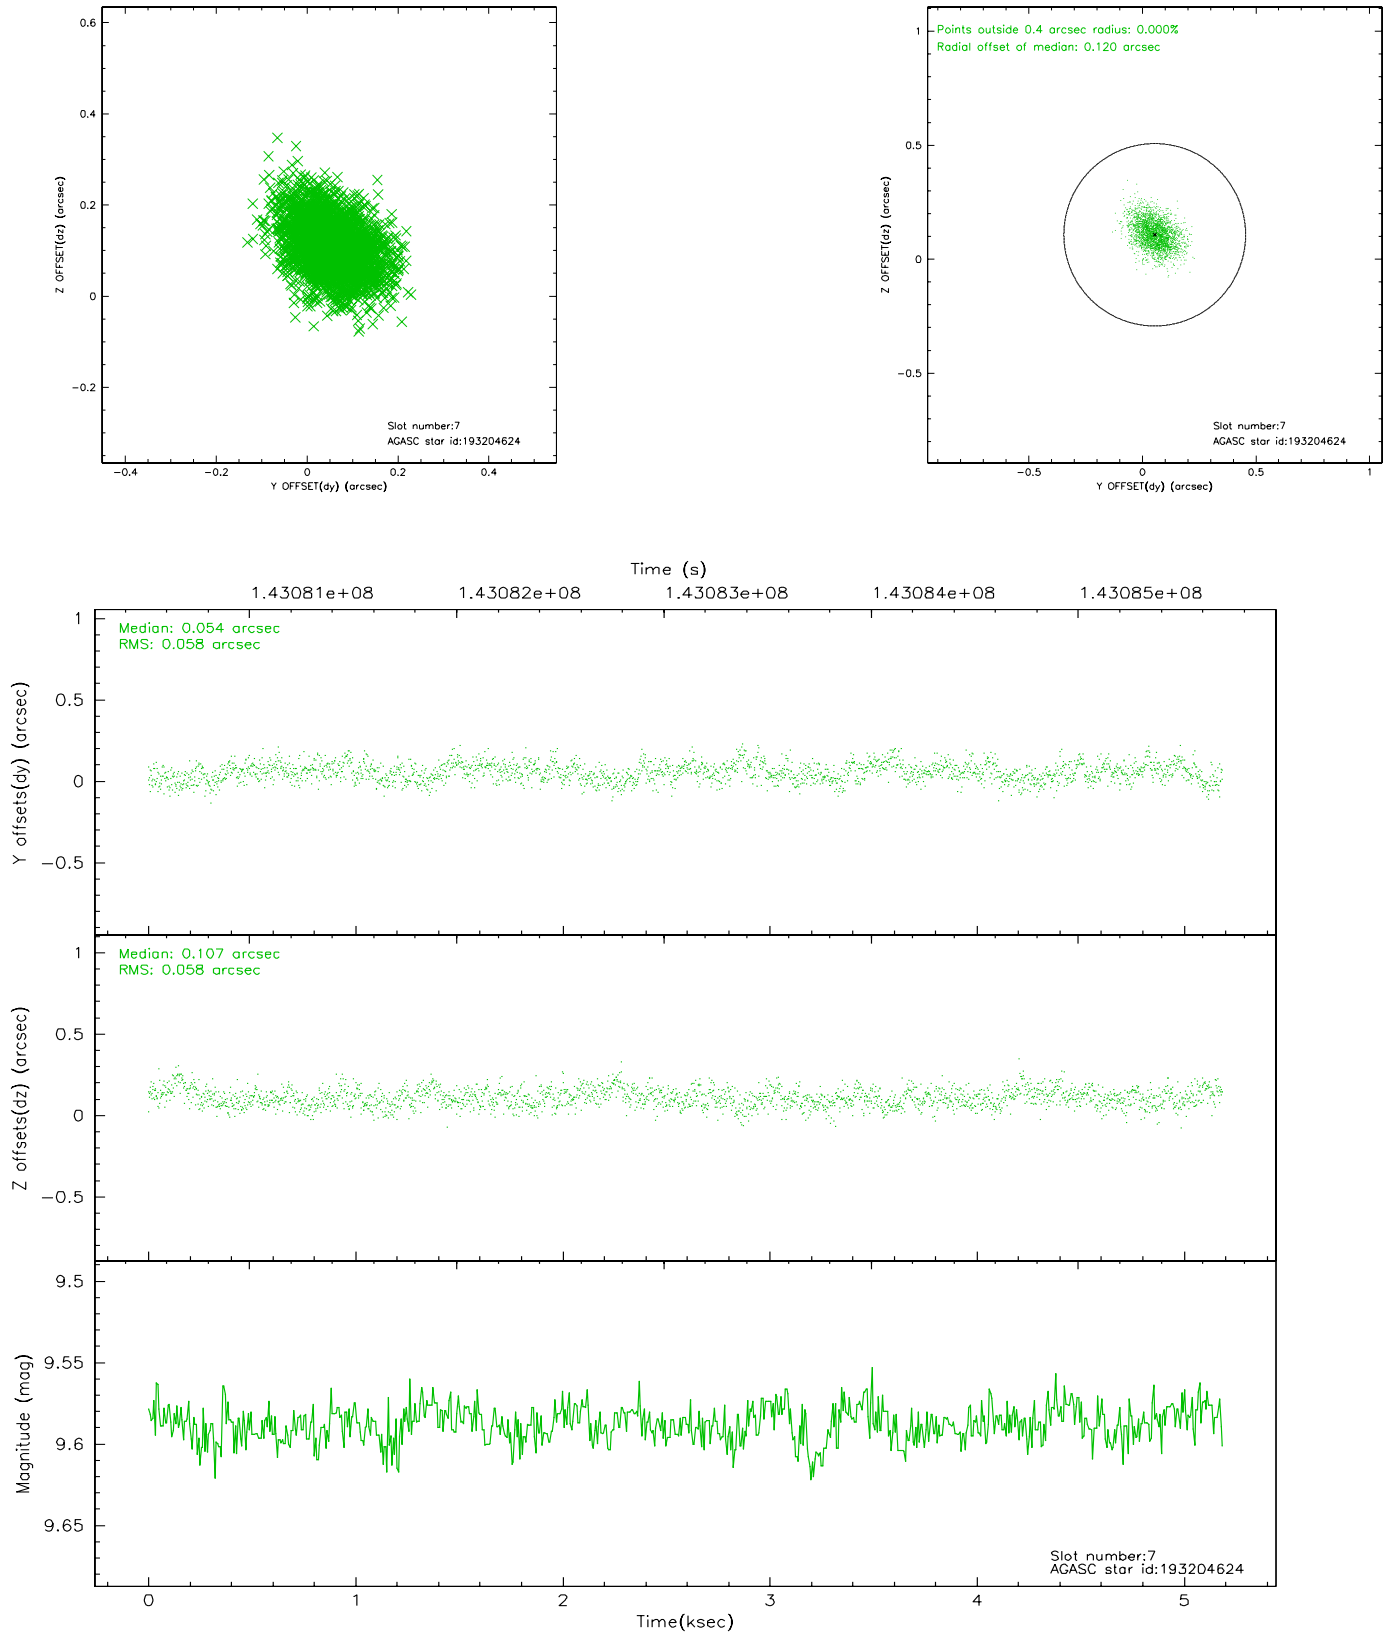 0.6
0.4
0.2
0
−0.2
Z OFFSET(dz) (arcsec)
Slot number:7
AGASC star id:193204624
−0.4 −0.2 0 0.2 0.4
Y OFFSET(dy) (arcsec)
Points outside 0.4 arcsec radius: 0.000%
Radial offset of median: 0.120 arcsec
1
0.5
0
−0.5
Z OFFSET(dz) (arcsec)
Slot number:7
AGASC star id:193204624
−0.5 0 0.5 1
Y OFFSET(dy) (arcsec)
Time (s)
1.43081e+08 1.43082e+08 1.43083e+08 1.43084e+08 1.43085e+08
Median: 0.054 arcsec
RMS: 0.058 arcsec
1
0.5
0
−0.5
Y offsets(dy) (arcsec)
Median: 0.107 arcsec
RMS: 0.058 arcsec
1
0.5
0
−0.5
Z offsets(dz) (arcsec)
9.5
9.55
9.6
9.65
Magnitude (mag)
Slot number:7
AGASC star id:193204624
0 1 2 3 4 5
Time(ksec)